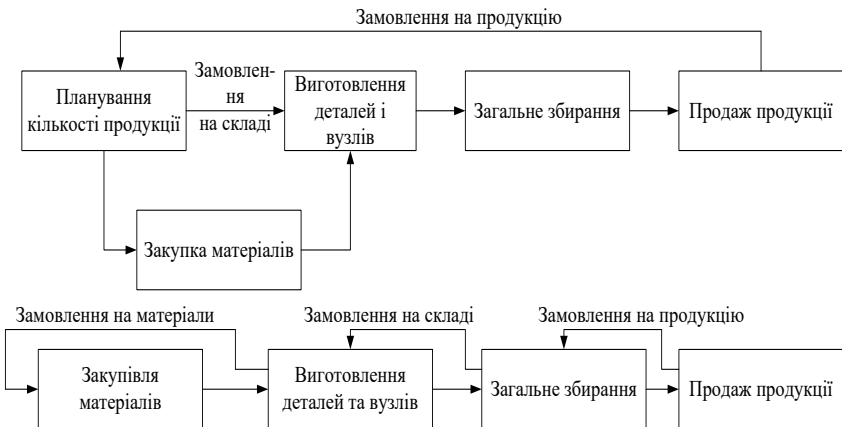 Замовлення на продукцію
Планування
кількості продукції
Замовлен-
ня
на складі
Виготовлення
деталей і
вузлів
Загальне збирання
Продаж продукції
Закупка матеріалів
Замовлення на матеріали
Замовлення на складі
Замовлення на продукцію
Закупівля
матеріалів
Виготовлення
деталей та вузлів
Загальне збирання
Продаж продукції